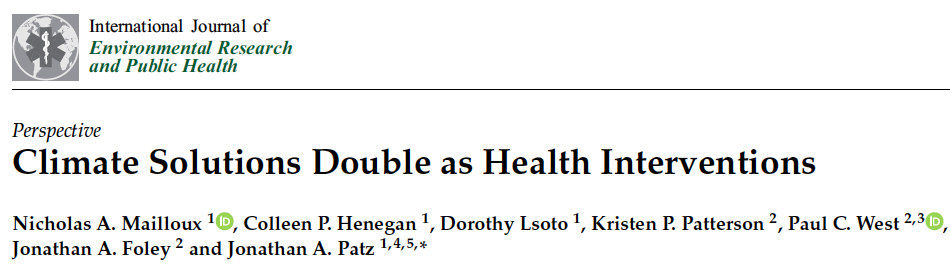 International Journal of
Environmental Research
and Public Health
Perspective
Climate Solutions Double as Health Interventions
Nicholas A. Mailloux 1 iD, Colleen P. Henegan 1, Dorothy Lsoto 1, Kristen P. Patterson 2, Paul C. West 2,3 iD,
Jonathan A. Foley 2 and Jonathan A. Patz 1,4,5,*